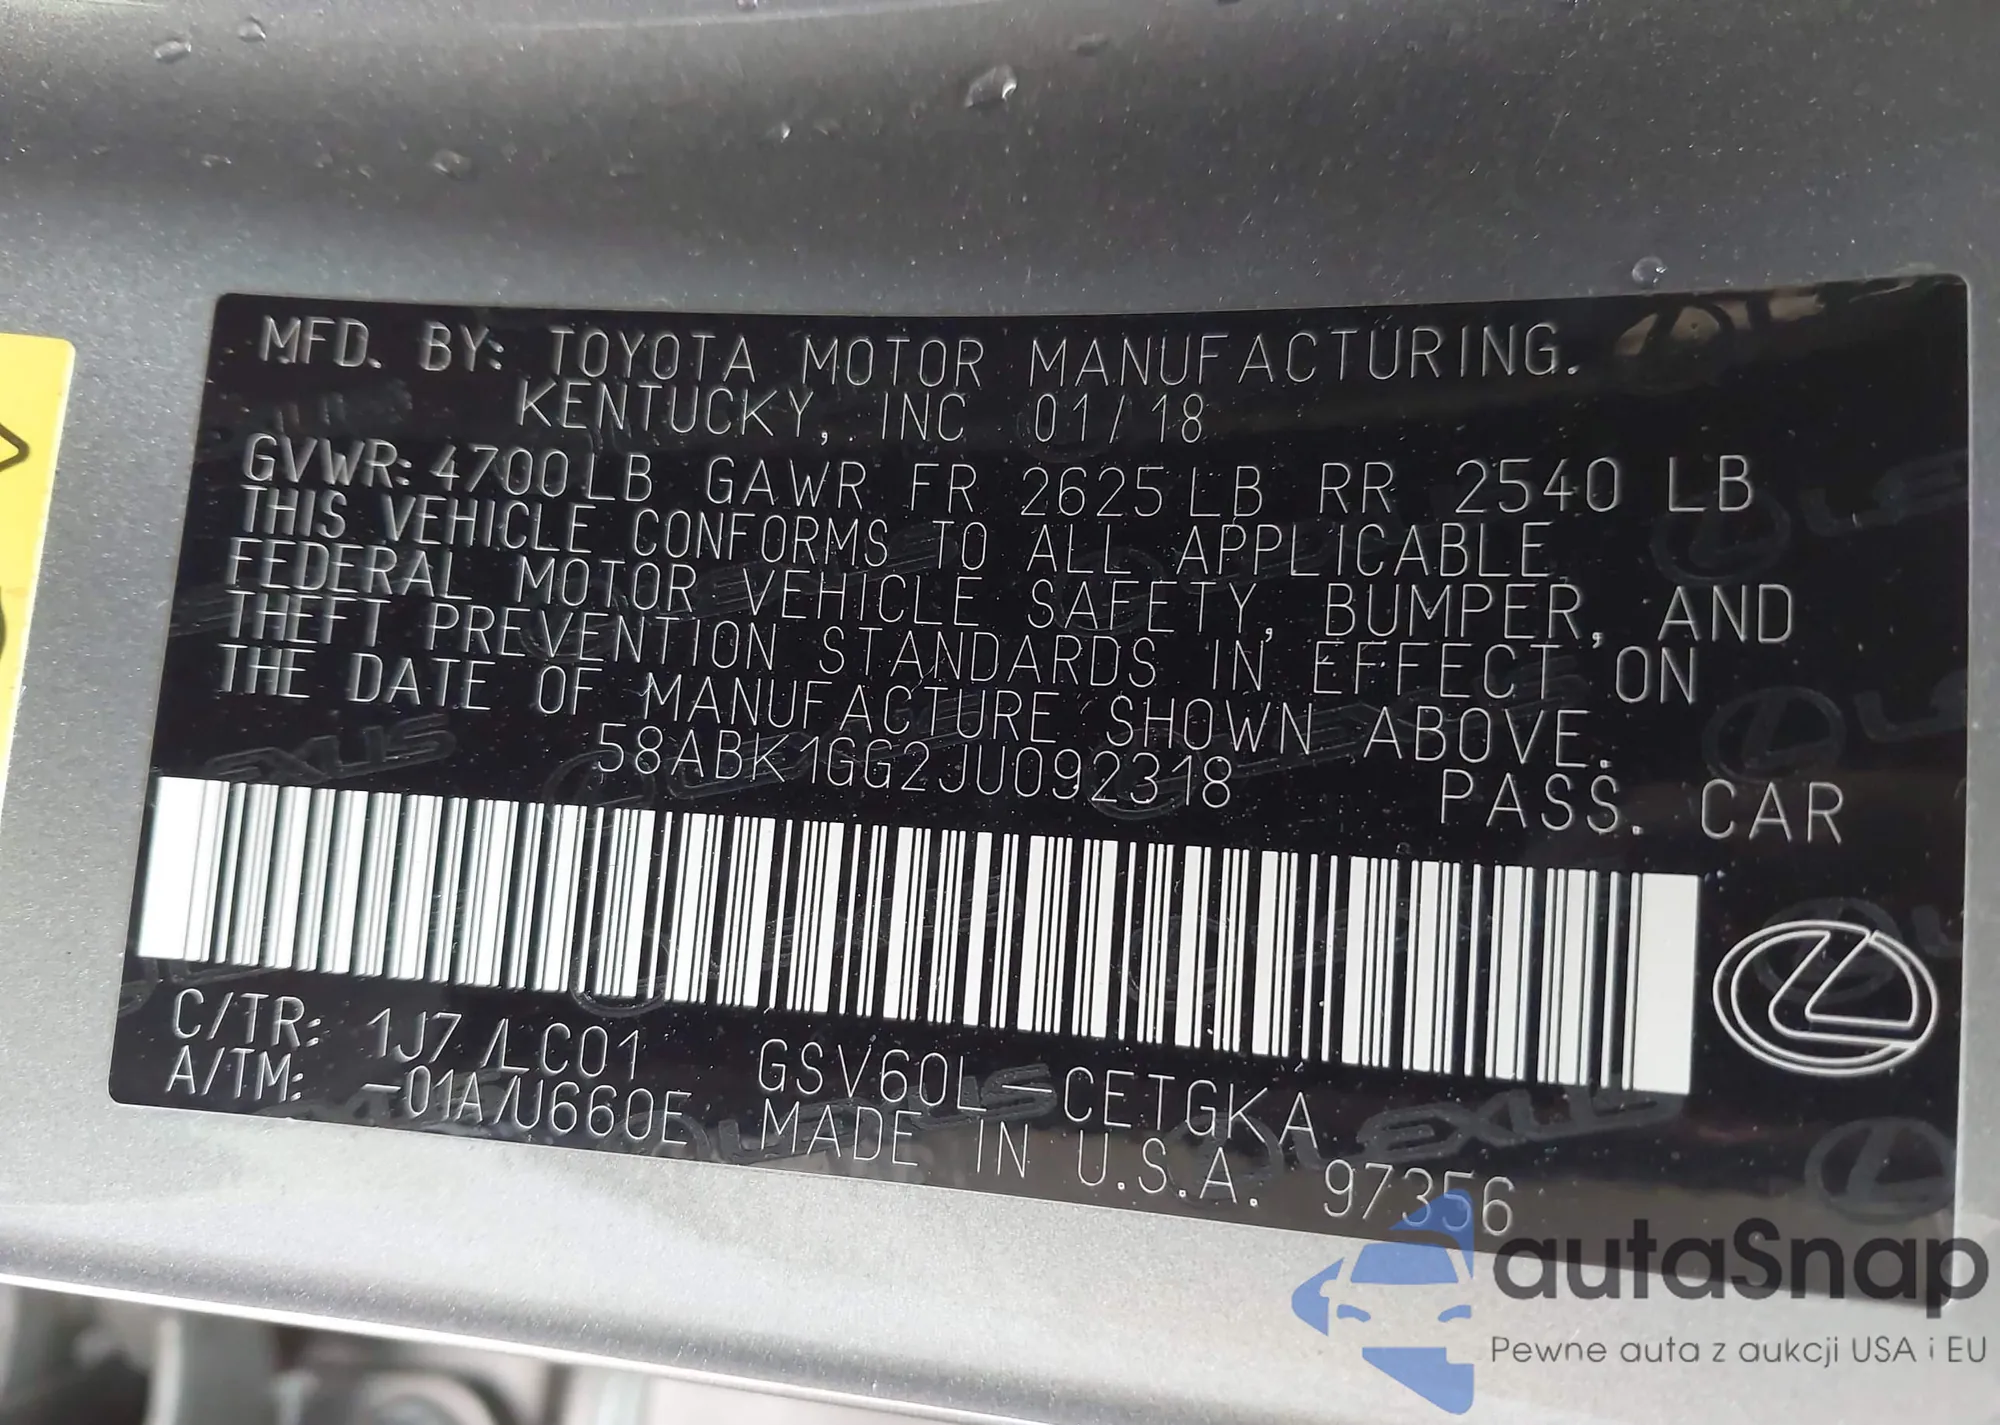 MFD. BY: TOYOTA MOTOR MANUFACTURING.
KENTUCKY, INC 01/18
GVWR: 4700LB GAWR FR 2625LB RR 2540 LB
THIS VEHICLE CONFORMS TO ALL APPLICABLE
FEDERAL MOTOR VEHICLE SAFETY, BUMPER, AND
THEFT PREVENTION STANDARDS IN EFFECT ON
THE DATE OF MANUFACTURE SHOWN ABOVE.
58ABK1GG2JU092318
PASS. CAR
C/TR: 1J7/LC01 GSV60L-CETGKA
A/TM: -01A/U660E MADE IN U.S.A. 97356
autaSnap
Pewne auta z aukcji USA i EU